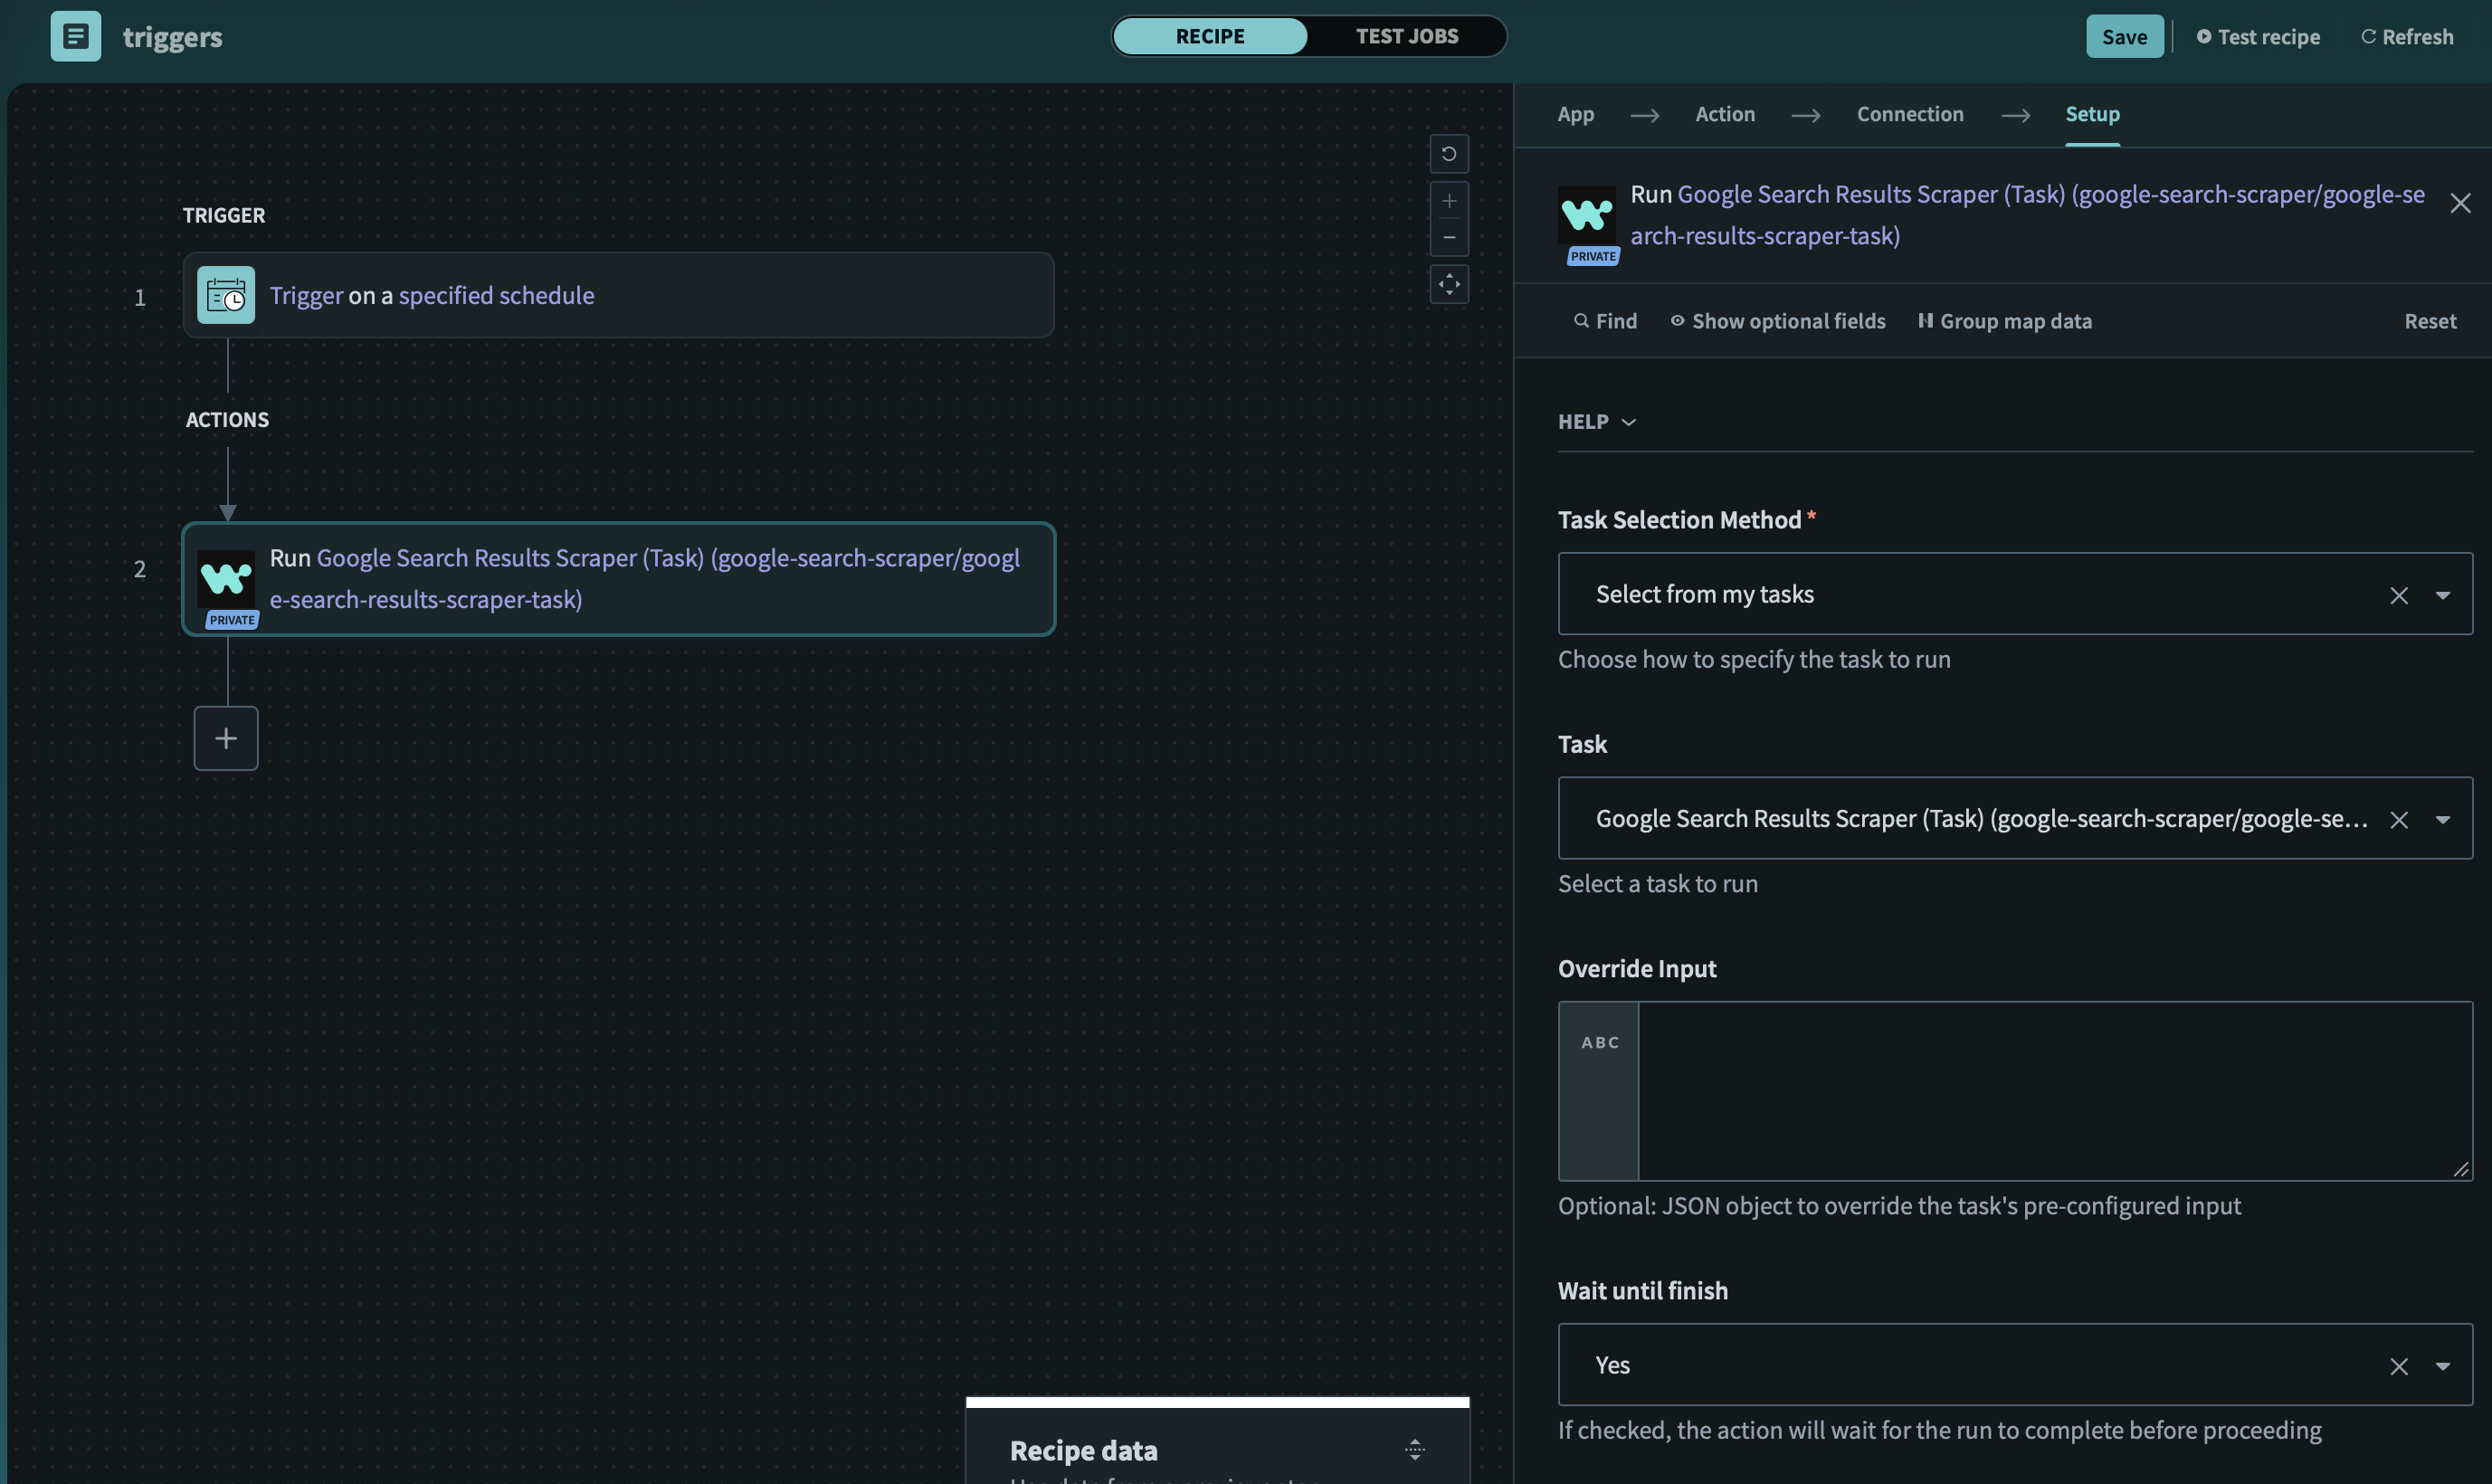 triggers
RECIPE
TEST JOBS
Save
Test recipe
Refresh
TRIGGER
1
Trigger on a specified schedule
ACTIONS
2
Run Google Search Results Scraper (Task) (google-search-scraper/googl
e-search-results-scraper-task)
PRIVATE
Recipe data
App
Action
Connection
Setup
Run Google Search Results Scraper (Task) (google-search-scraper/google-se
arch-results-scraper-task)
PRIVATE
Find
Show optional fields
Group map data
Reset
HELP
Task Selection Method *
Select from my tasks
Choose how to specify the task to run
Task
Google Search Results Scraper (Task) (google-search-scraper/google-se...
Select a task to run
Override Input
ABC
Optional: JSON object to override the task's pre-configured input
Wait until finish
Yes
If checked, the action will wait for the run to complete before proceeding